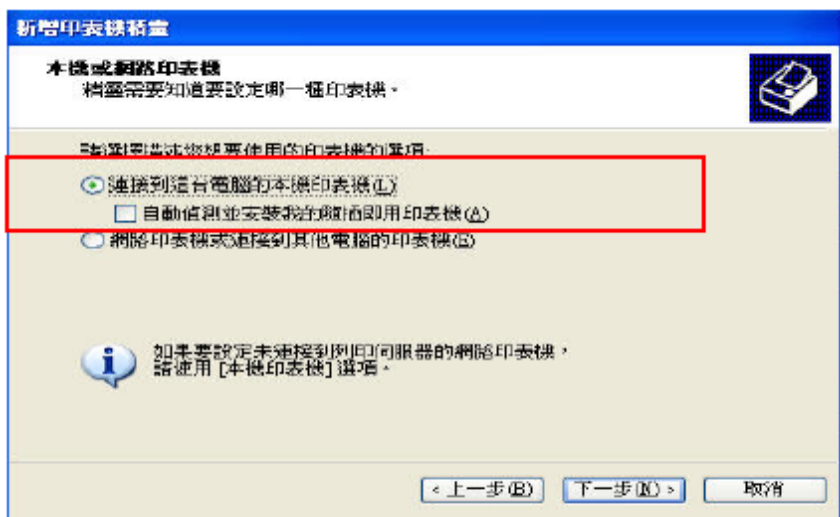 新增印表機精靈
本機或網路印表機
精靈需要知道要設定哪一種印表機。
請選到描述您想要使用的印表機的選項:
連接到這台電腦的本機印表機(L)
自動偵測並安裝我的隨插即用印表機(A)
網路印表機或連接到其他電腦的印表機(E)
如果要設定未連接到列印伺服器的網路印表機，
請使用 [本機印表機] 選項。
< 上一步(B)
下一步(N) >
取消